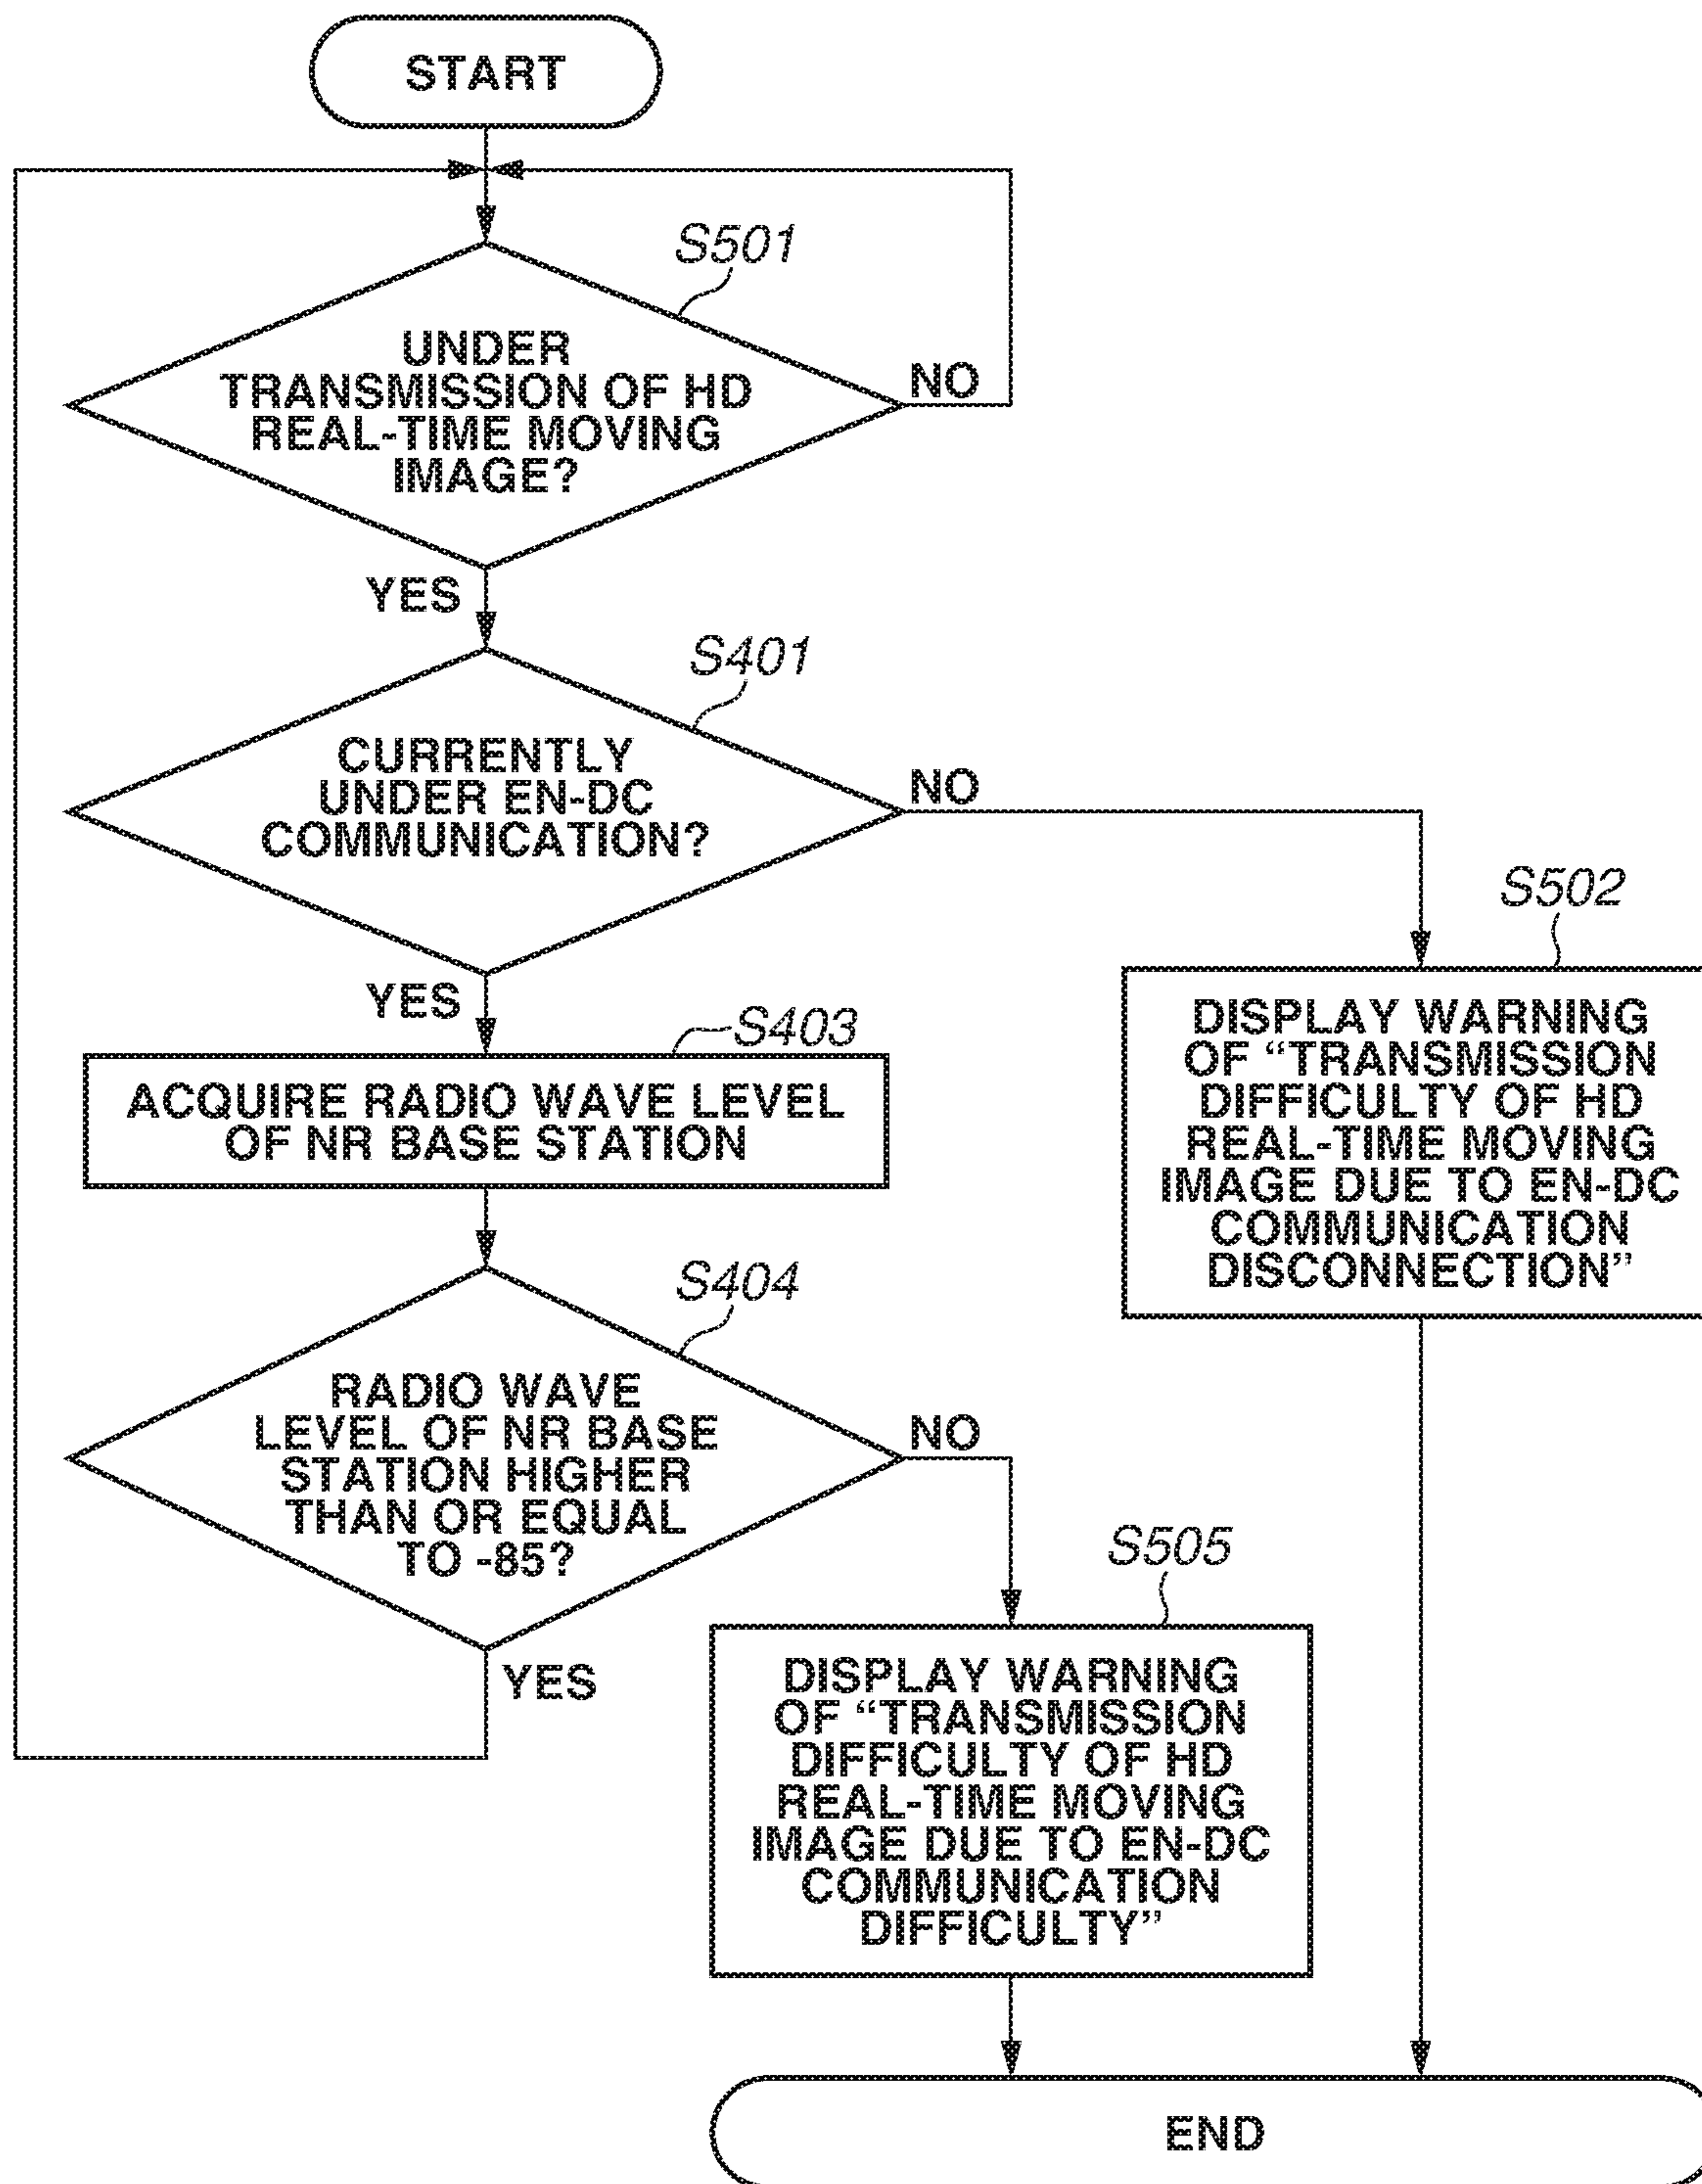 START
S501
UNDER
TRANSMISSION OF HD
REAL-TIME MOVING
IMAGE?
NO
YES
S401
CURRENTLY
UNDER EN-DC
COMMUNICATION?
NO
YES
S502
DISPLAY WARNING
OF “TRANSMISSION
DIFFICULTY OF HD
REAL-TIME MOVING
IMAGE DUE TO EN-DC
COMMUNICATION
DISCONNECTION”
S403
ACQUIRE RADIO WAVE LEVEL
OF NR BASE STATION
S404
RADIO WAVE
LEVEL OF NR BASE
STATION HIGHER
THAN OR EQUAL
TO -85?
NO
YES
S505
DISPLAY WARNING
OF “TRANSMISSION
DIFFICULTY OF HD
REAL-TIME MOVING
IMAGE DUE TO EN-DC
COMMUNICATION
DIFFICULTY”
END